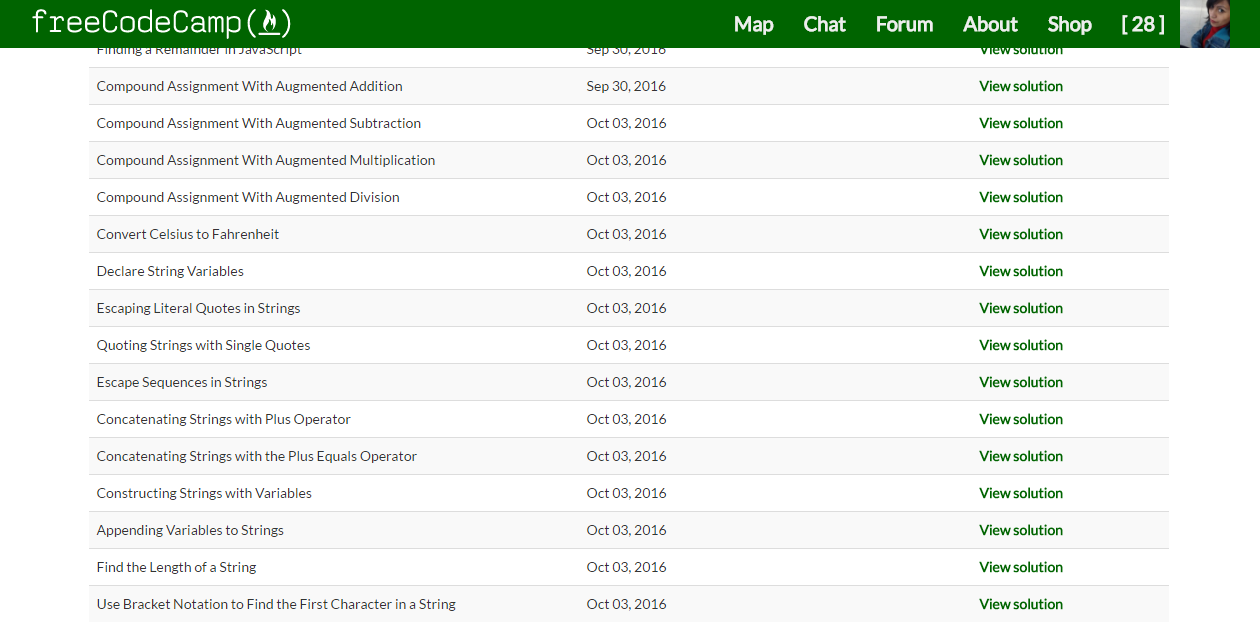 freeCodeCamp(🔥)
Map Chat Forum About Shop [ 28 ]
Finding a Remainder in JavaScript Sep 30, 2016 View solution
Compound Assignment With Augmented Addition Sep 30, 2016 View solution
Compound Assignment With Augmented Subtraction Oct 03, 2016 View solution
Compound Assignment With Augmented Multiplication Oct 03, 2016 View solution
Compound Assignment With Augmented Division Oct 03, 2016 View solution
Convert Celsius to Fahrenheit Oct 03, 2016 View solution
Declare String Variables Oct 03, 2016 View solution
Escaping Literal Quotes in Strings Oct 03, 2016 View solution
Quoting Strings with Single Quotes Oct 03, 2016 View solution
Escape Sequences in Strings Oct 03, 2016 View solution
Concatenating Strings with Plus Operator Oct 03, 2016 View solution
Concatenating Strings with the Plus Equals Operator Oct 03, 2016 View solution
Constructing Strings with Variables Oct 03, 2016 View solution
Appending Variables to Strings Oct 03, 2016 View solution
Find the Length of a String Oct 03, 2016 View solution
Use Bracket Notation to Find the First Character in a String Oct 03, 2016 View solution